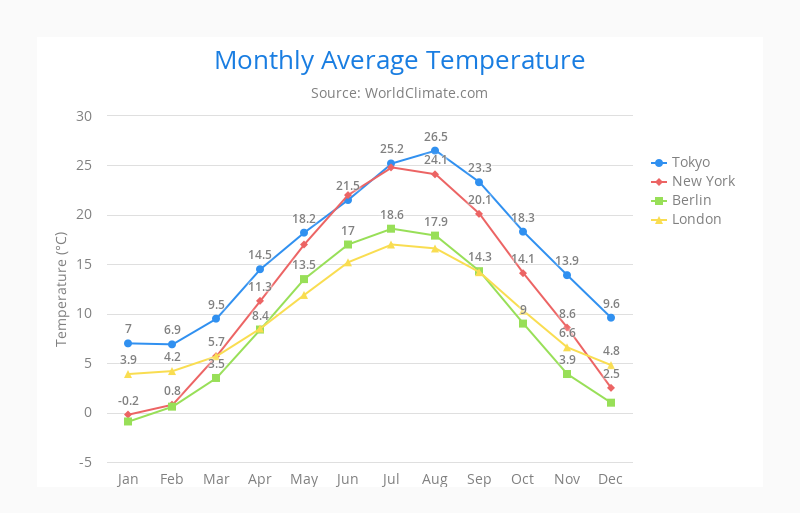 Monthly Average Temperature
Source: WorldClimate.com
Temperature (°C)
30
25
20
15
10
5
0
-5
Jan Feb Mar Apr May Jun Jul Aug Sep Oct Nov Dec
7 6.9 9.5 14.5 18.2 21.5 25.2 26.5 23.3 18.3 13.9 9.6
-0.2 0.8 5.7 11.3 24.1 20.1 14.1 8.6 2.5
3.5 8.4 13.5 17 18.6 17.9 14.3 9 3.9
3.9 4.2 6.6 4.8
Tokyo
New York
Berlin
London